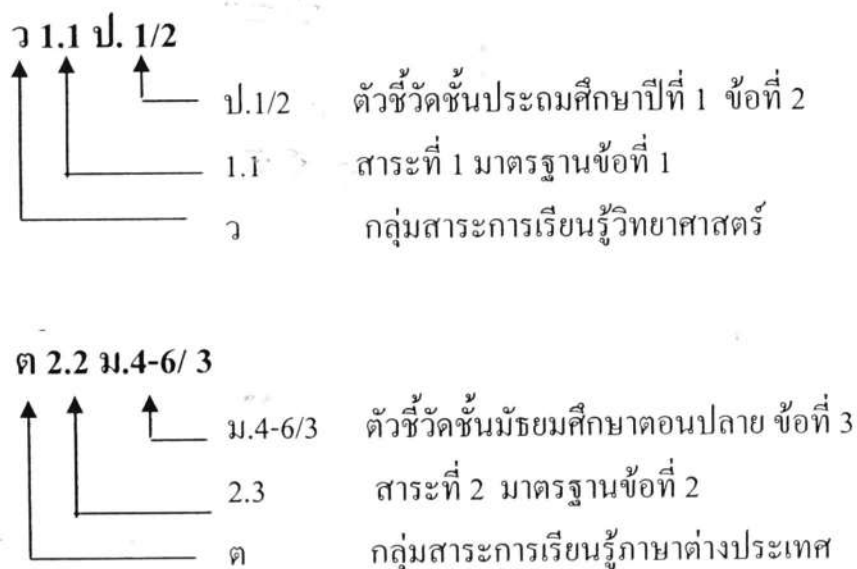 ว 1.1 ป. 1/2
ป.1/2 ตัวชี้วัดชั้นประถมศึกษาปีที่ 1 ข้อที่ 2
1.1 สาระที่ 1 มาตรฐานข้อที่ 1
ว กลุ่มสาระการเรียนรู้วิทยาศาสตร์
ต 2.2 ม.4-6/ 3
ม.4-6/3 ตัวชี้วัดชั้นมัธยมศึกษาตอนปลาย ข้อที่ 3
2.3 สาระที่ 2 มาตรฐานข้อที่ 2
ต กลุ่มสาระการเรียนรู้ภาษาต่างประเทศ